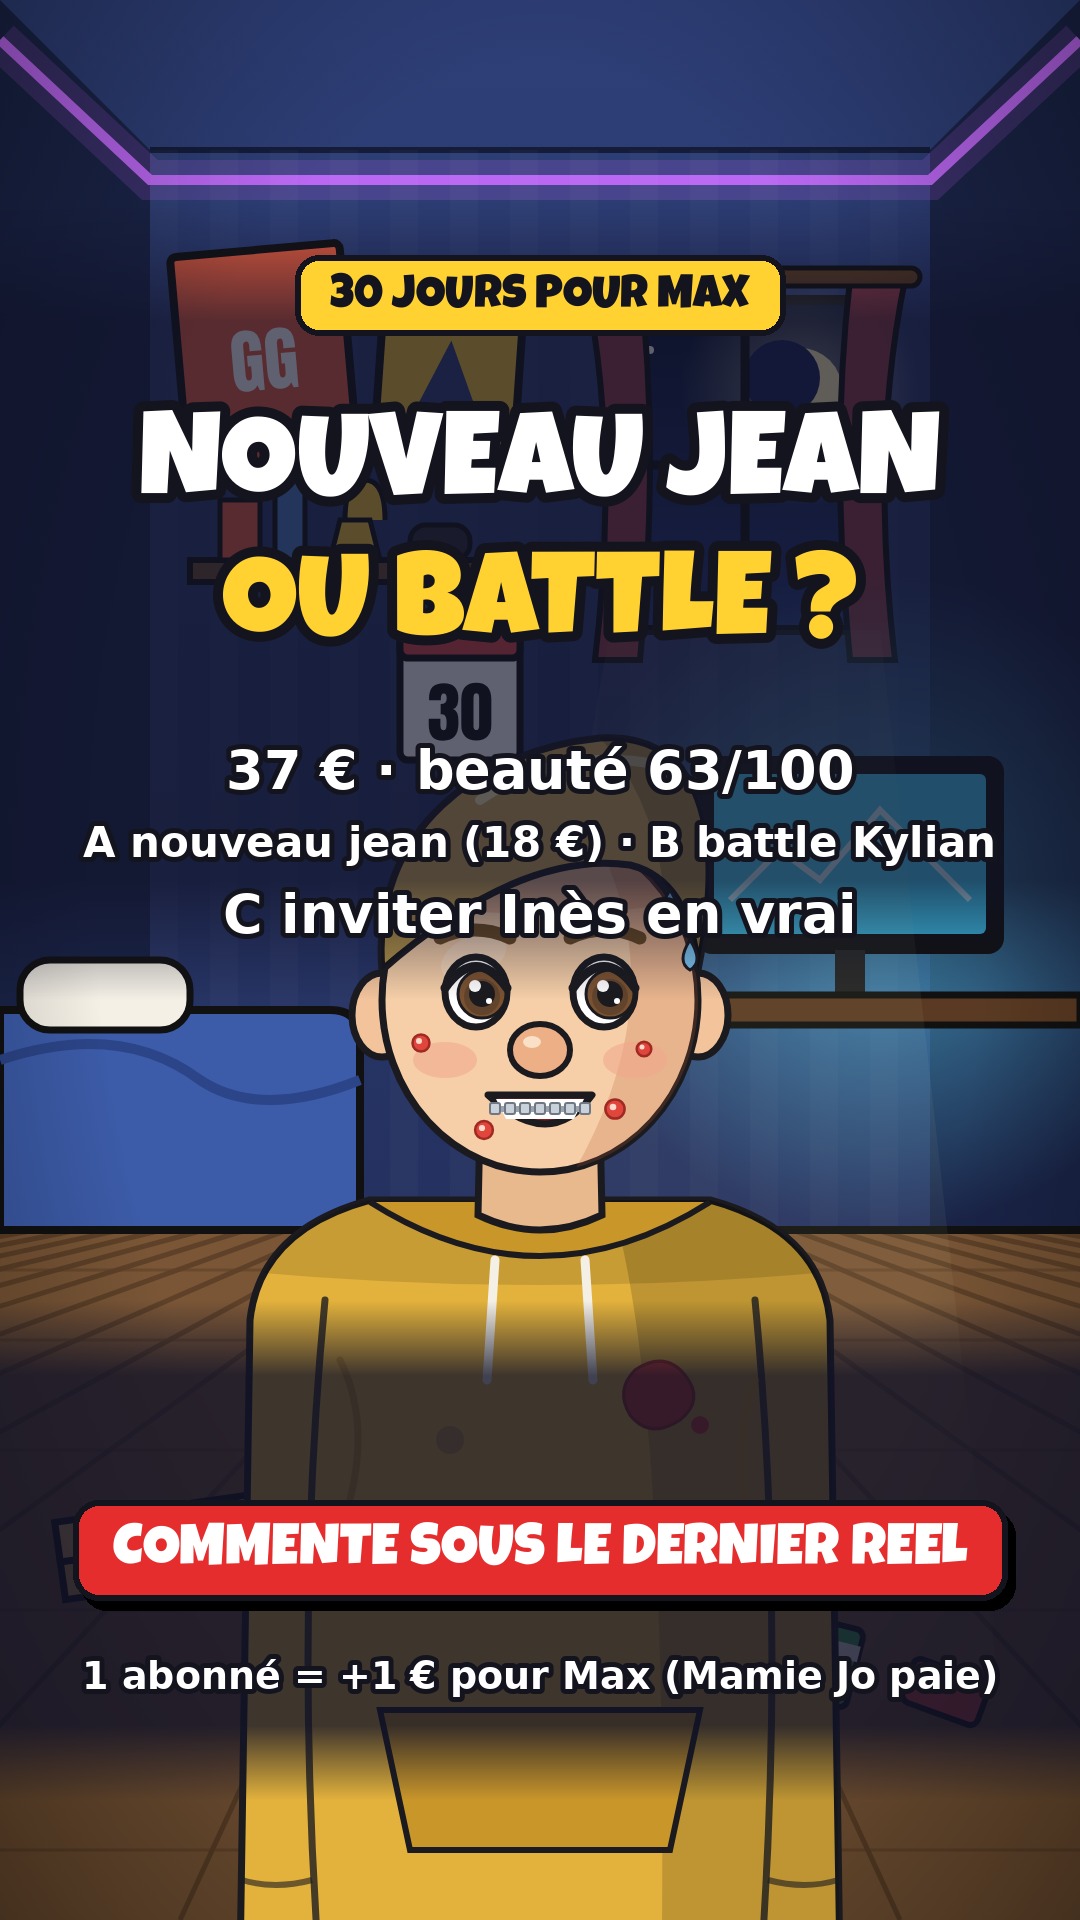 30 JOURS POUR MAX
GG
NOUVEAU JEAN
OU BATTLE ?
30
37 € · beauté 63/100
A nouveau jean (18 €) · B battle Kylian
C inviter Inès en vrai
COMMENTE SOUS LE DERNIER REEL
1 abonné = +1 € pour Max (Mamie Jo paie)